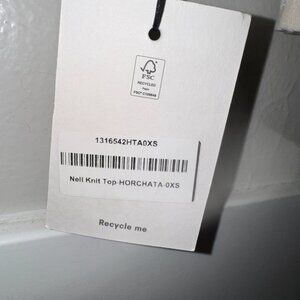 FSC
RECYCLED
1316542HTA0XS
Nell Knit Top-HORCHATA-0XS
Recycle me